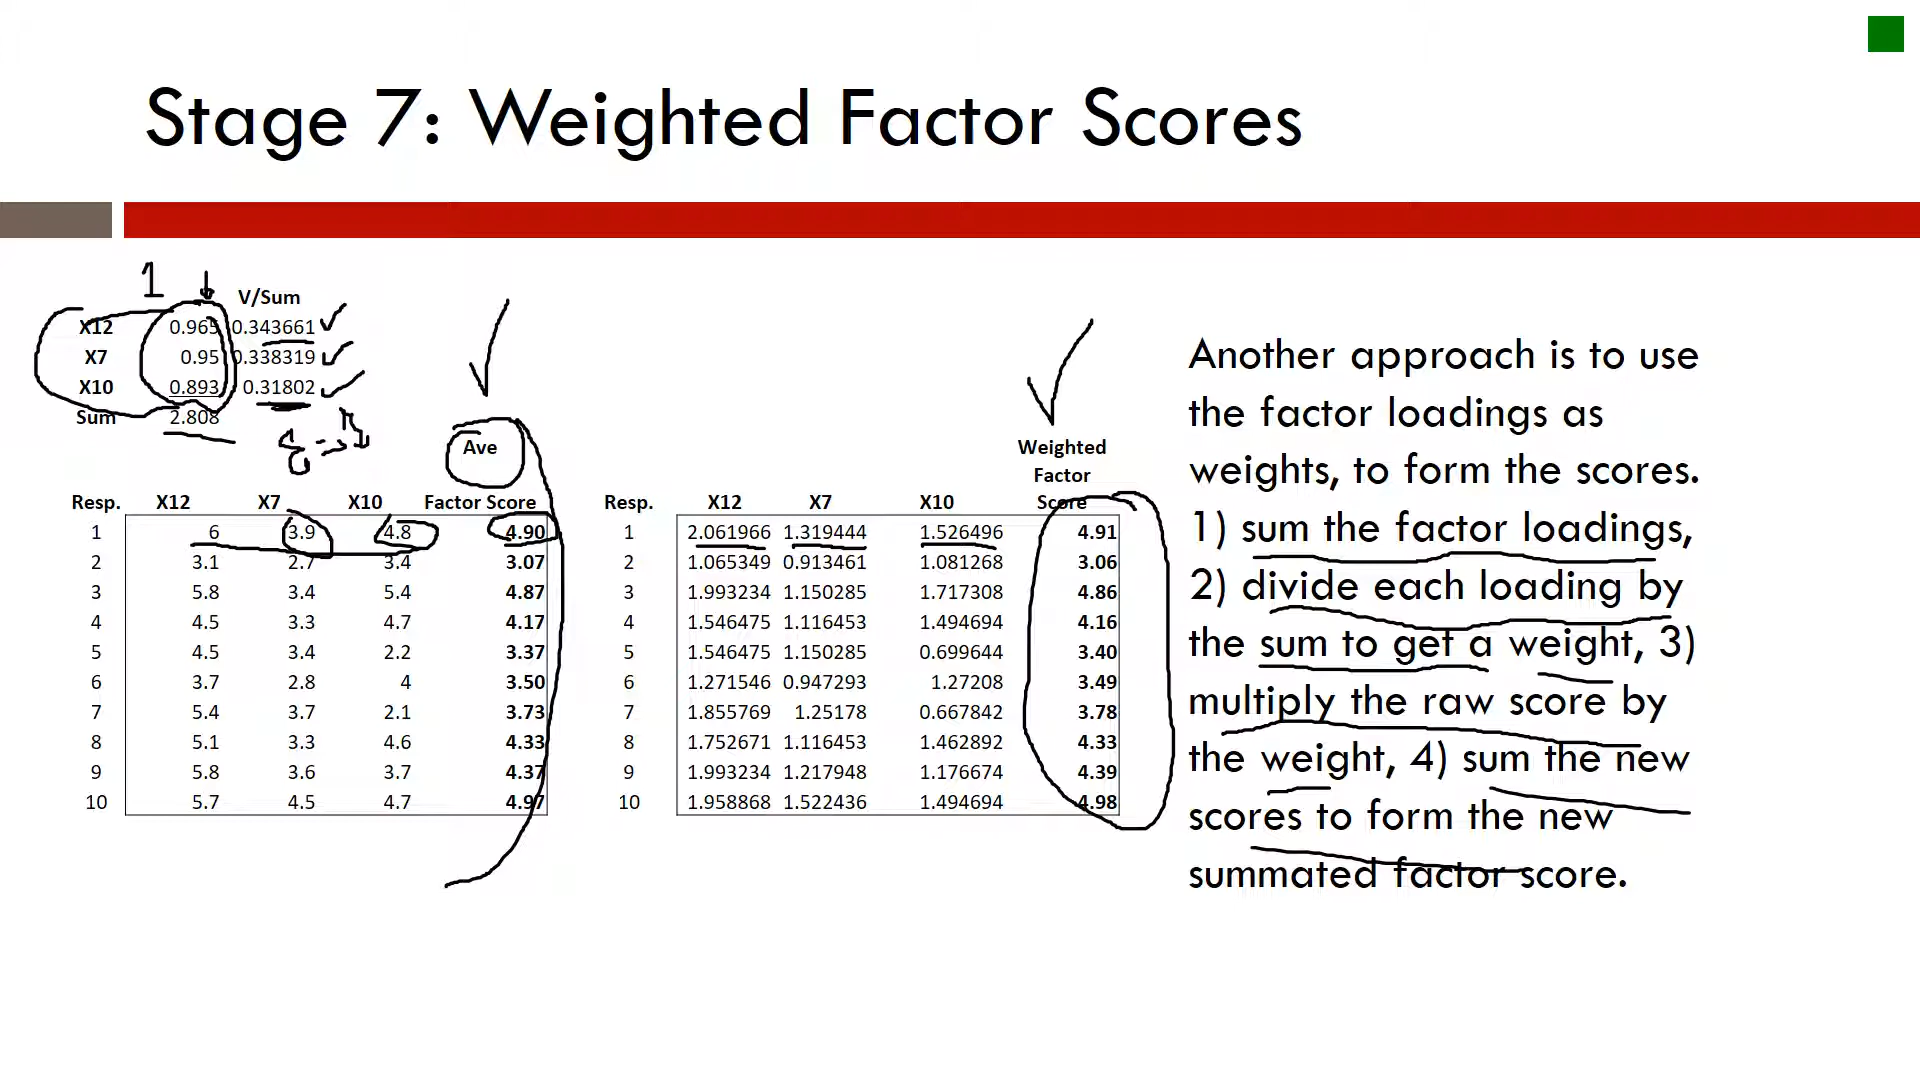 Stage 7: Weighted Factor Scores
1
V/Sum
X12 0.965 0.343661
X7 0.95 0.338319
X10 0.893 0.31802
Sum 2.808
Ave
Resp. X12 X7 X10 Factor Score
1 6 3.9 4.8 4.90
2 3.1 2.7 3.4 3.07
3 5.8 3.4 5.4 4.87
4 4.5 3.3 4.7 4.17
5 4.5 3.4 2.2 3.37
6 3.7 2.8 4 3.50
7 5.4 3.7 2.1 3.73
8 5.1 3.3 4.6 4.33
9 5.8 3.6 3.7 4.37
10 5.7 4.5 4.7 4.97
Weighted
Factor
Resp. X12 X7 X10 Score
1 2.061966 1.319444 1.526496 4.91
2 1.065349 0.913461 1.081268 3.06
3 1.993234 1.150285 1.717308 4.86
4 1.546475 1.116453 1.494694 4.16
5 1.546475 1.150285 0.699644 3.40
6 1.271546 0.947293 1.27208 3.49
7 1.855769 1.25178 0.667842 3.78
8 1.752671 1.116453 1.462892 4.33
9 1.993234 1.217948 1.176674 4.39
10 1.958868 1.522436 1.494694 4.98
Another approach is to use
the factor loadings as
weights, to form the scores.
1) sum the factor loadings,
2) divide each loading by
the sum to get a weight, 3)
multiply the raw score by
the weight, 4) sum the new
scores to form the new
summated factor score.